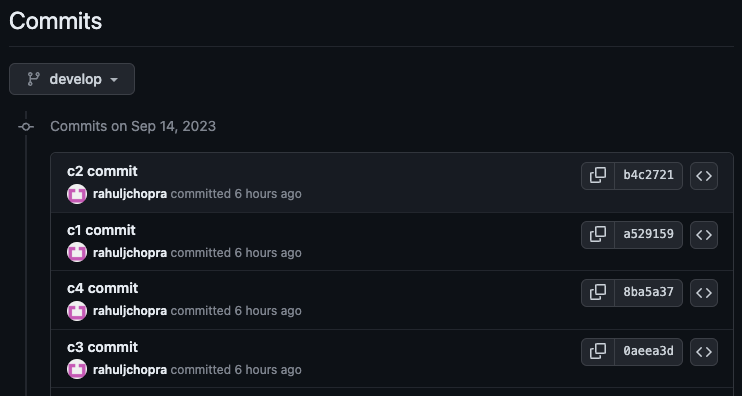 Commits
develop
Commits on Sep 14, 2023
c2 commit
b4c2721
rahuljchopra committed 6 hours ago
c1 commit
a529159
rahuljchopra committed 6 hours ago
c4 commit
8ba5a37
rahuljchopra committed 6 hours ago
c3 commit
0aeea3d
rahuljchopra committed 6 hours ago